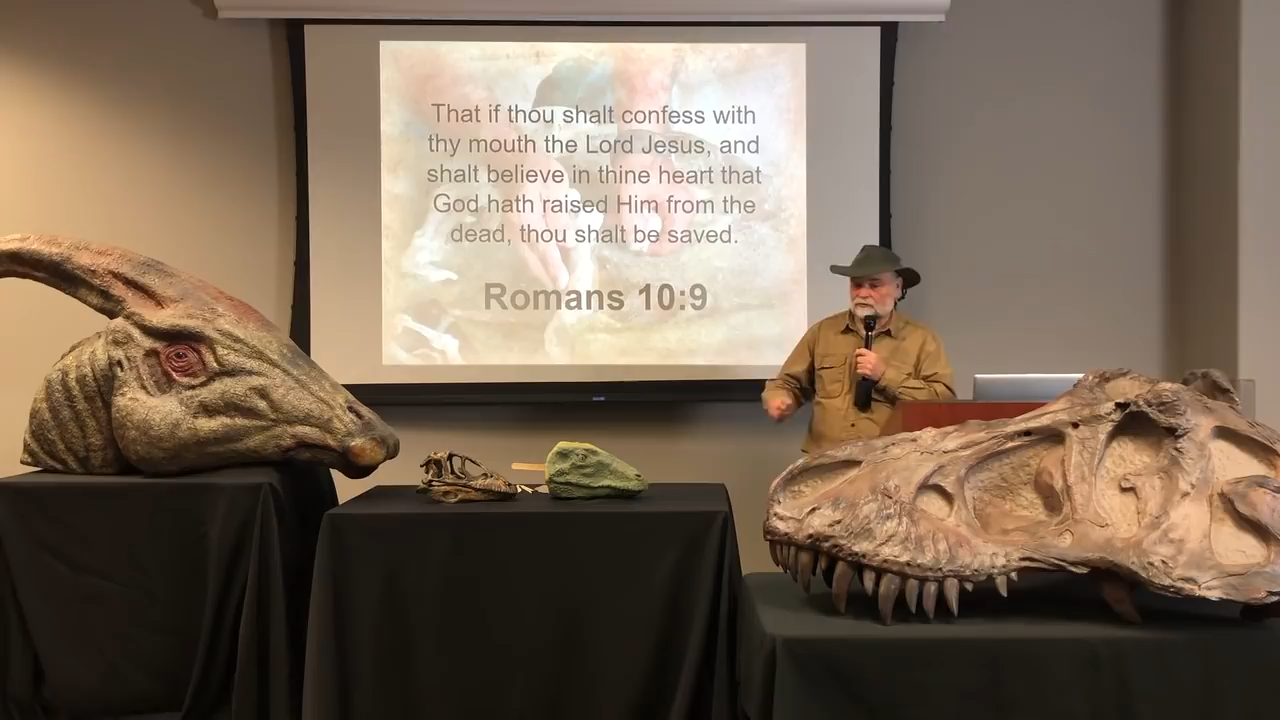 That if thou shalt confess with
thy mouth the Lord Jesus, and
shalt believe in thine heart that
God hath raised Him from the
dead, thou shalt be saved.
Romans 10:9